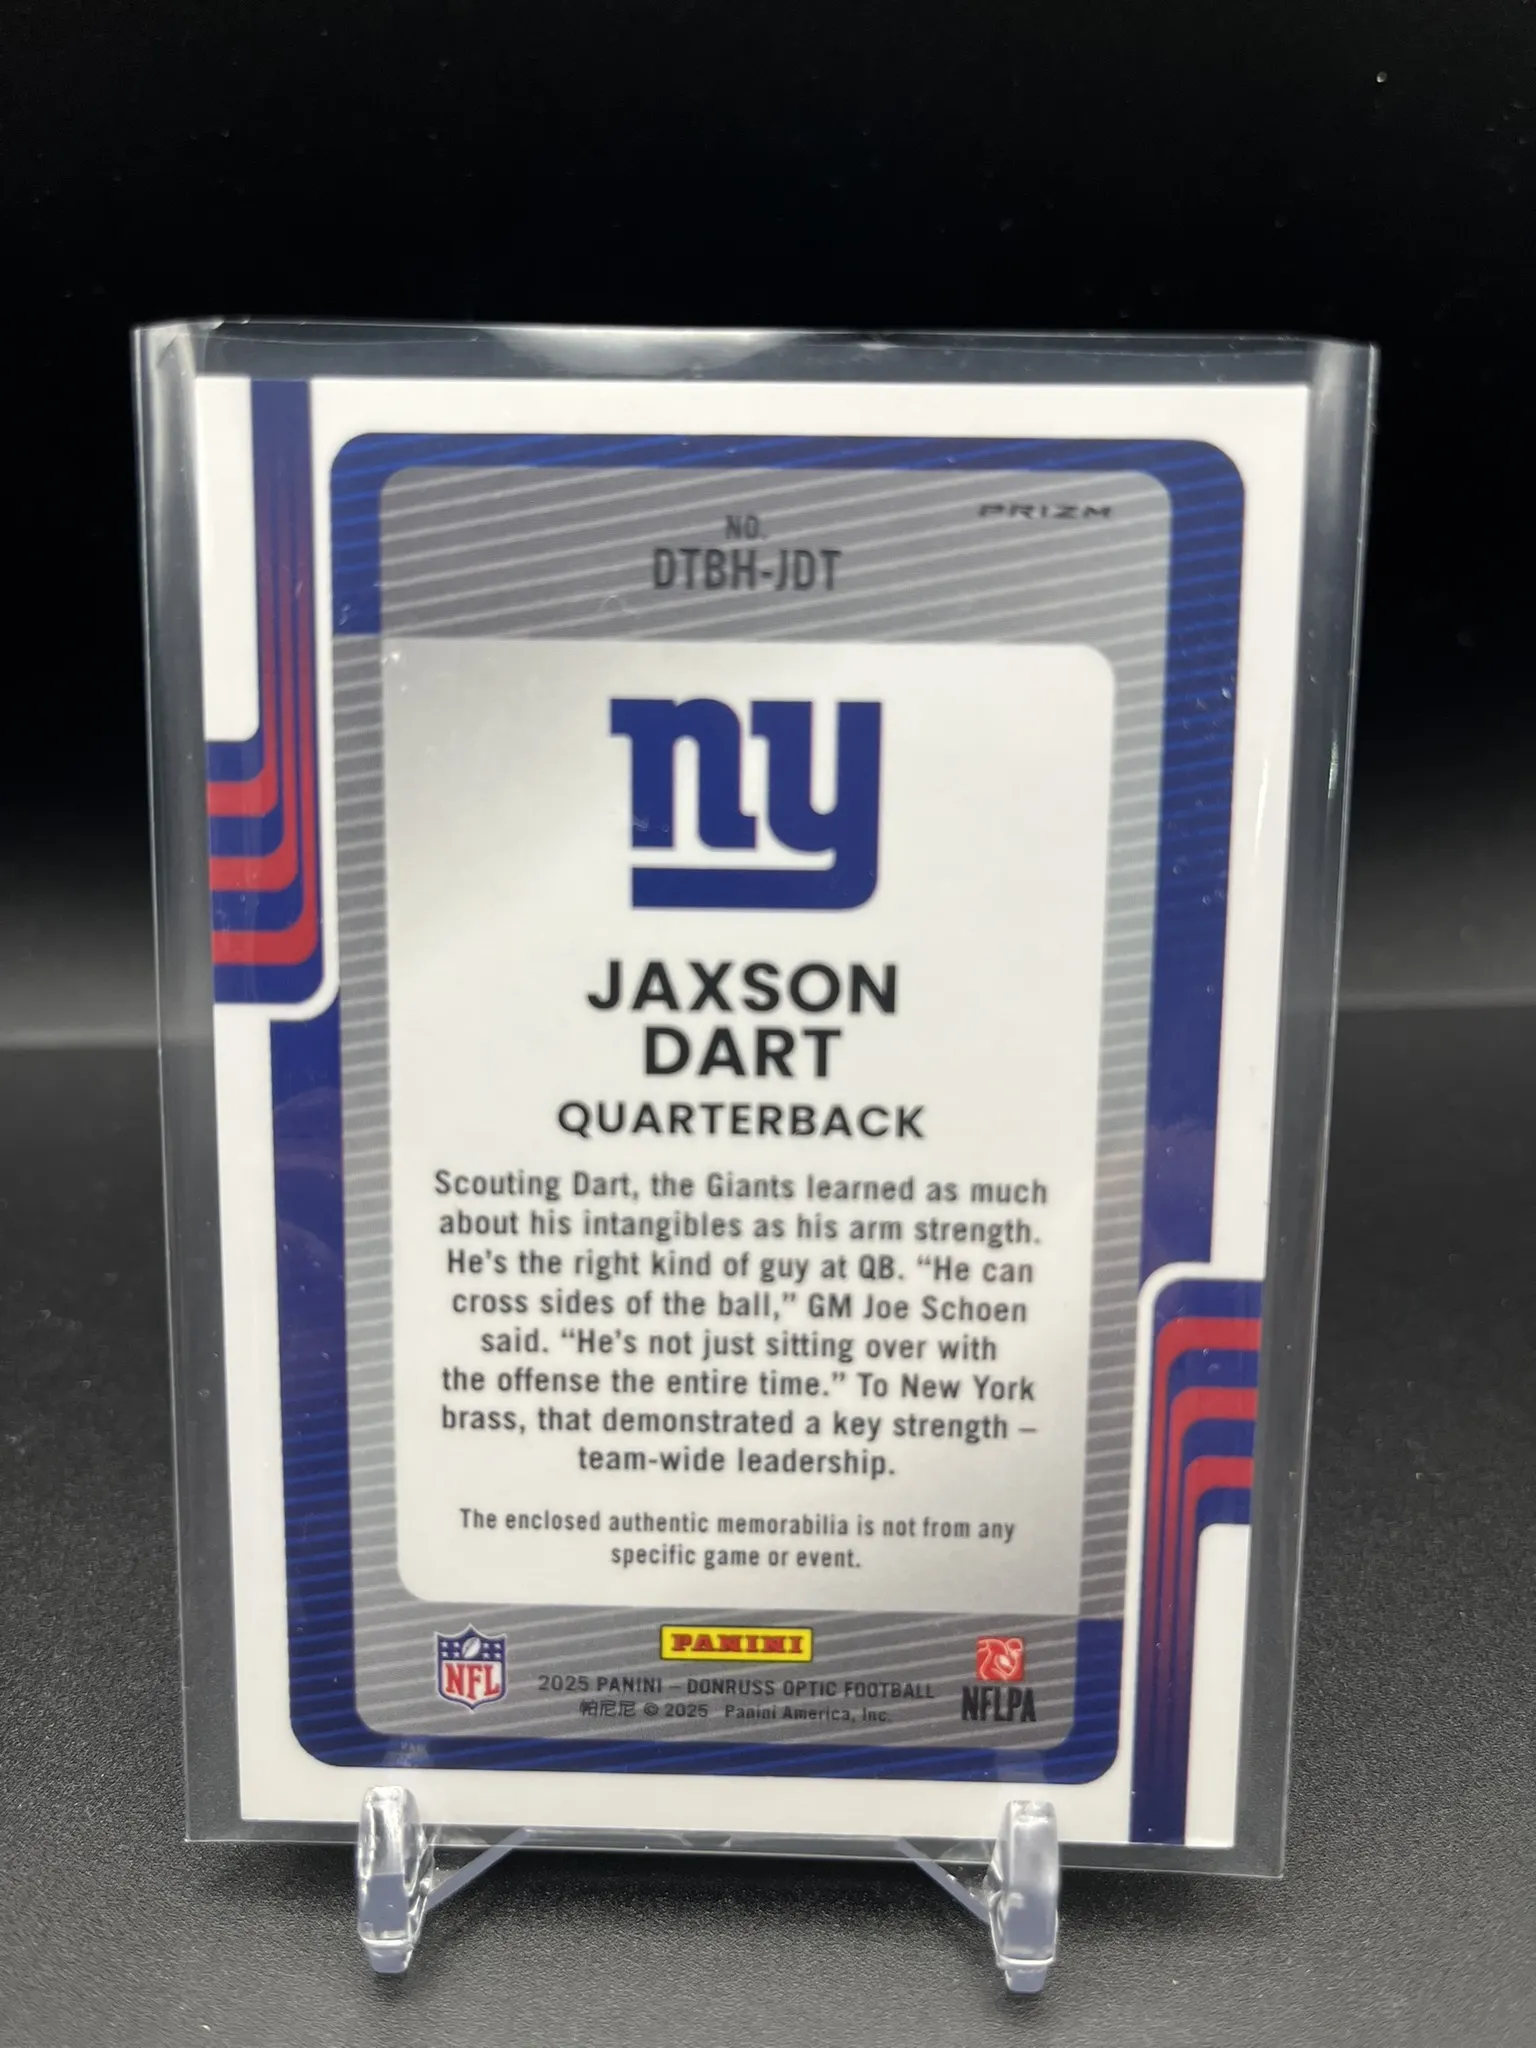 NO.
DTBH-JDT
PRIZM
ny
JAXSON
DART
QUARTERBACK
Scouting Dart, the Giants learned as much
about his intangibles as his arm strength.
He's the right kind of guy at QB. “He can
cross sides of the ball,” GM Joe Schoen
said. “He's not just sitting over with
the offense the entire time.” To New York
brass, that demonstrated a key strength –
team-wide leadership.
The enclosed authentic memorabilia is not from any
specific game or event.
NFL
PANINI
2025 PANINI – DONRUSS OPTIC FOOTBALL
帕尼尼 © 2025 Panini America, Inc.
NFLPA